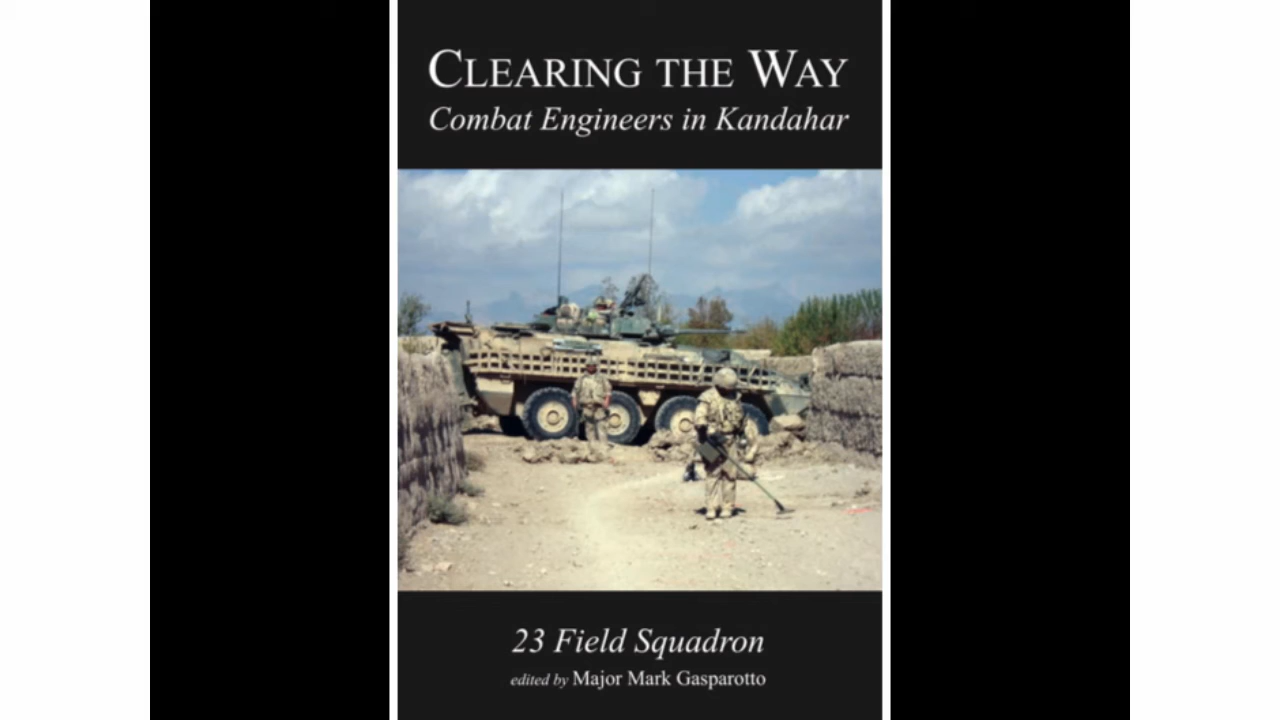 CLEARING THE WAY
Combat Engineers in Kandahar
23 Field Squadron
edited by Major Mark Gasparotto